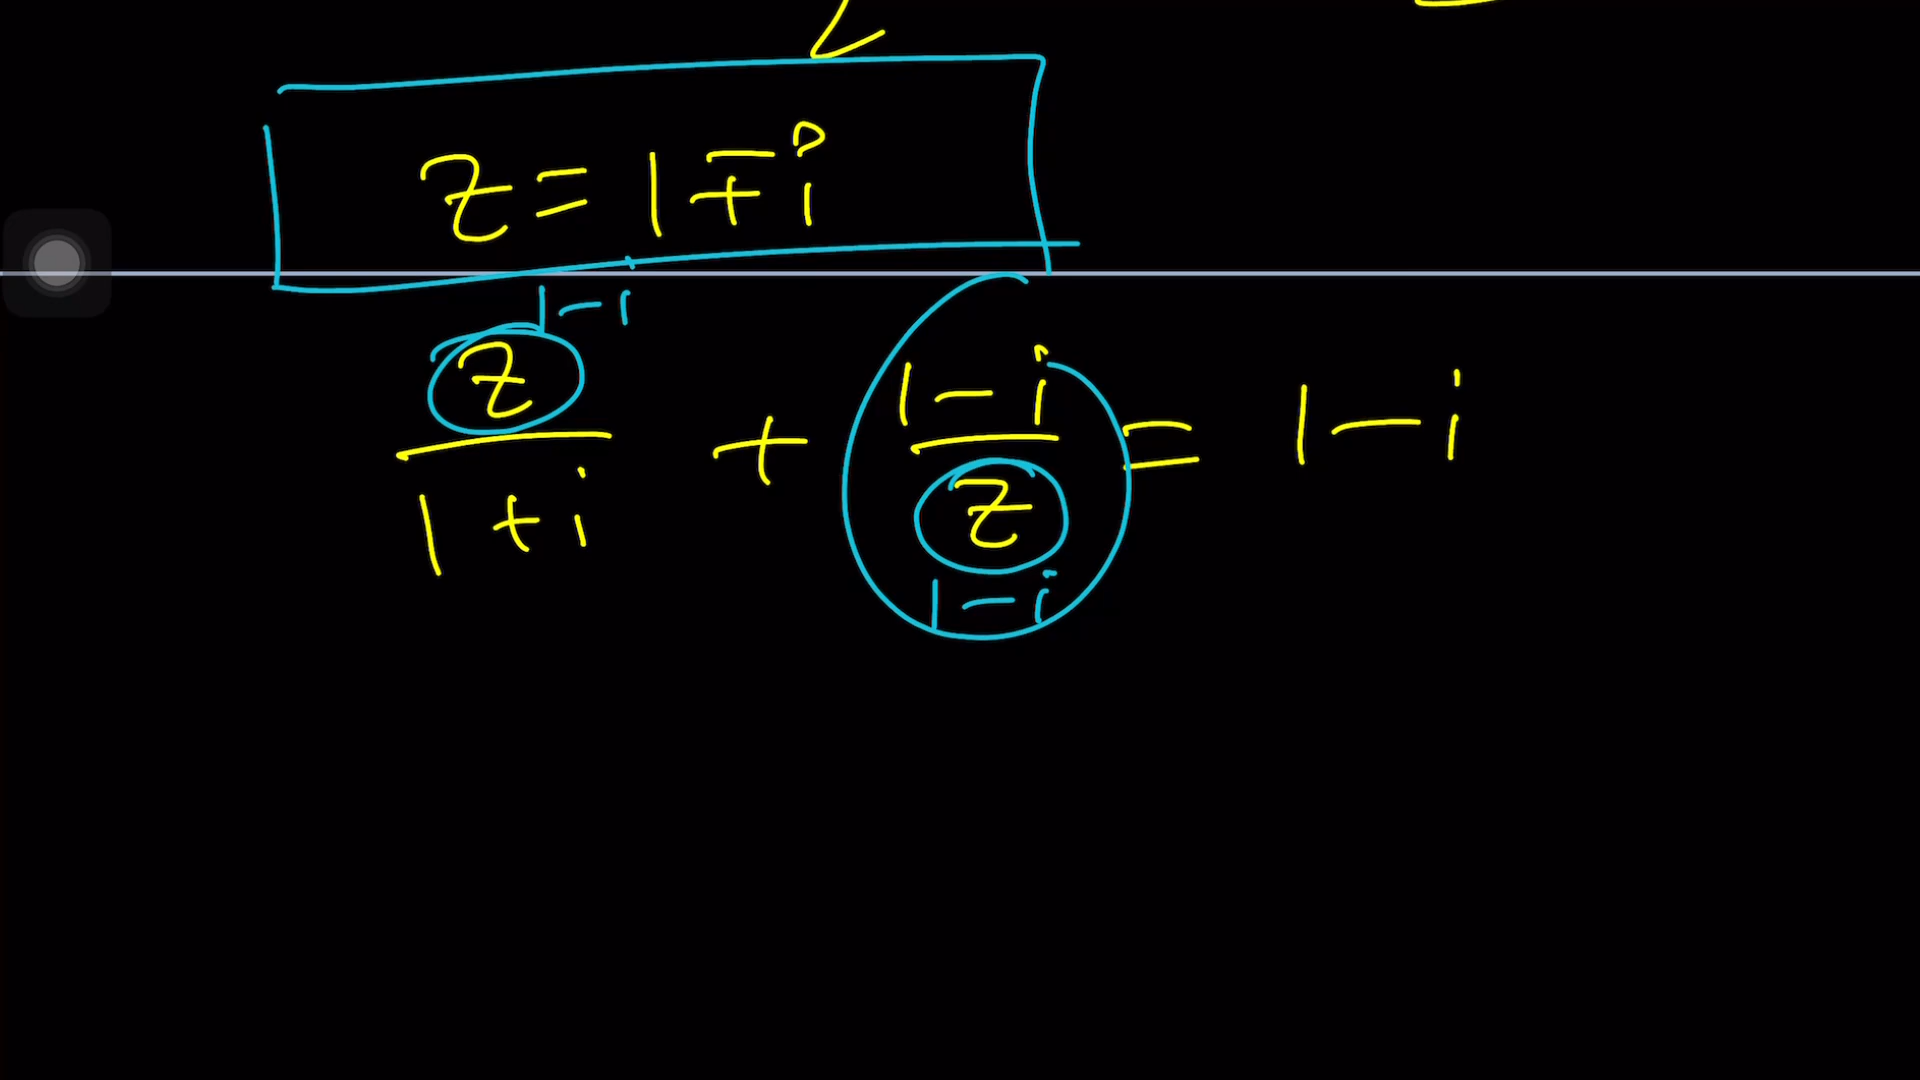 z = 1 ∓ i
1 - i
z/(1 + i) + (1 - i)/z = 1 - i
1 - i